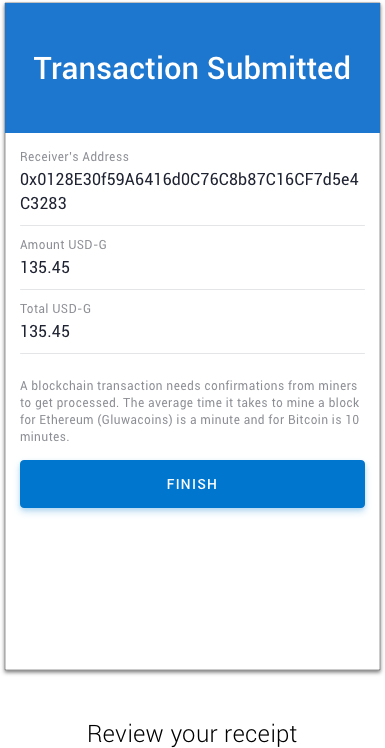 Transaction Submitted
Receiver's Address
0x0128E30f59A6416d0C76C8b87C16CF7d5e4
C3283
Amount USD-G
135.45
Total USD-G
135.45
A blockchain transaction needs confirmations from miners
to get processed. The average time it takes to mine a block
for Ethereum (Gluwacoins) is a minute and for Bitcoin is 10
minutes.
FINISH
Review your receipt